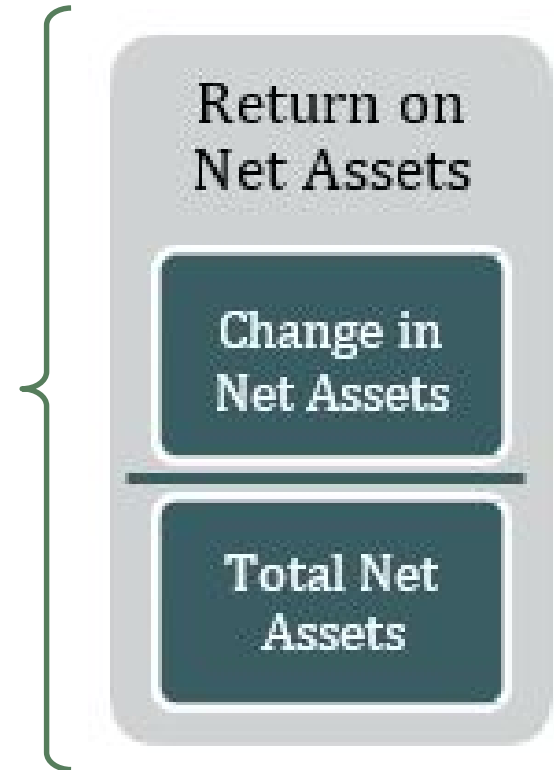 Return on
Net Assets
Change in
Net Assets
Total Net
Assets